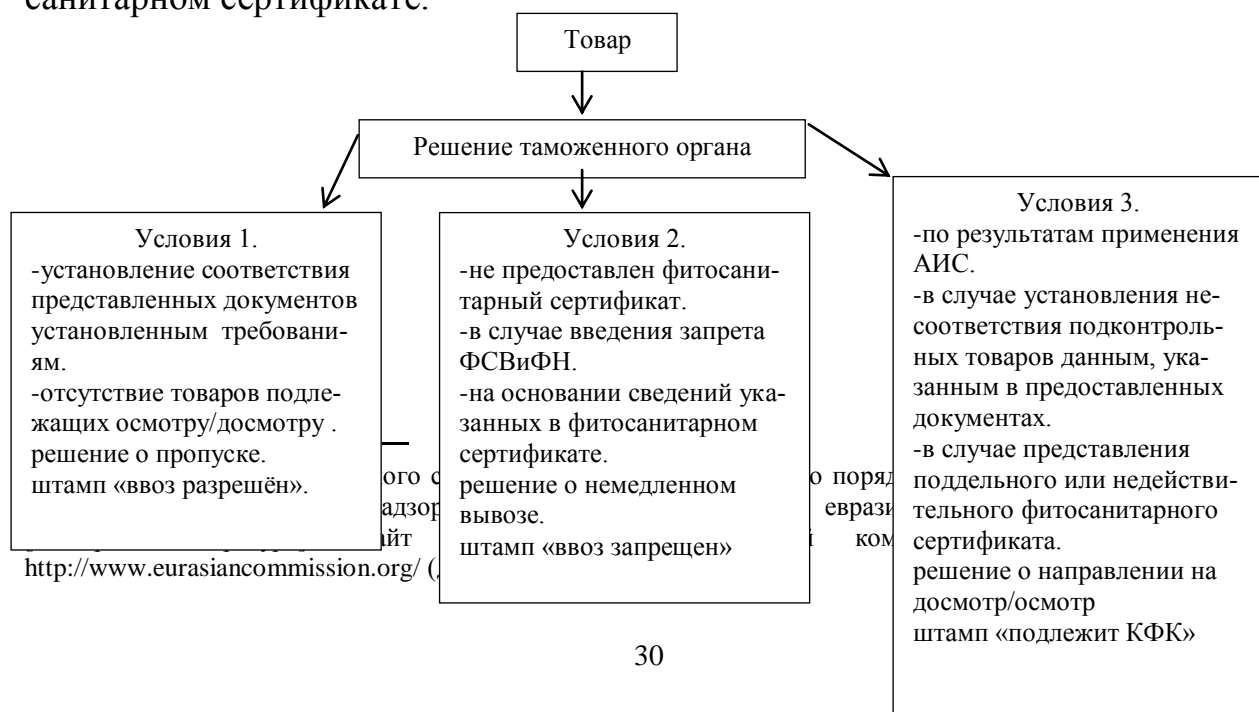 санитарном сертификате.
Товар
Решение таможенного органа
Условия 1.
-установление соответствия
представленных документов
установленным требовани-
ям.
-отсутствие товаров подле-
жащих осмотру/досмотру .
решение о пропуске.
штамп «ввоз разрешён».
Условия 2.
-не предоставлен фитосани-
тарный сертификат.
-в случае введения запрета
ФСВиФН.
-на основании сведений ука-
занных в фитосанитарном
сертификате.
решение о немедленном
вывозе.
штамп «ввоз запрещен»
Условия 3.
-по результатам применения
АИС.
-в случае установления не-
соответствия подконтроль-
ных товаров данным, ука-
занным в предоставленных
документах.
-в случае представления
поддельного или недействи-
тельного фитосанитарного
сертификата.
решение о направлении на
досмотр/осмотр
штамп «подлежит КФК»
http://www.eurasiancommission.org/
30